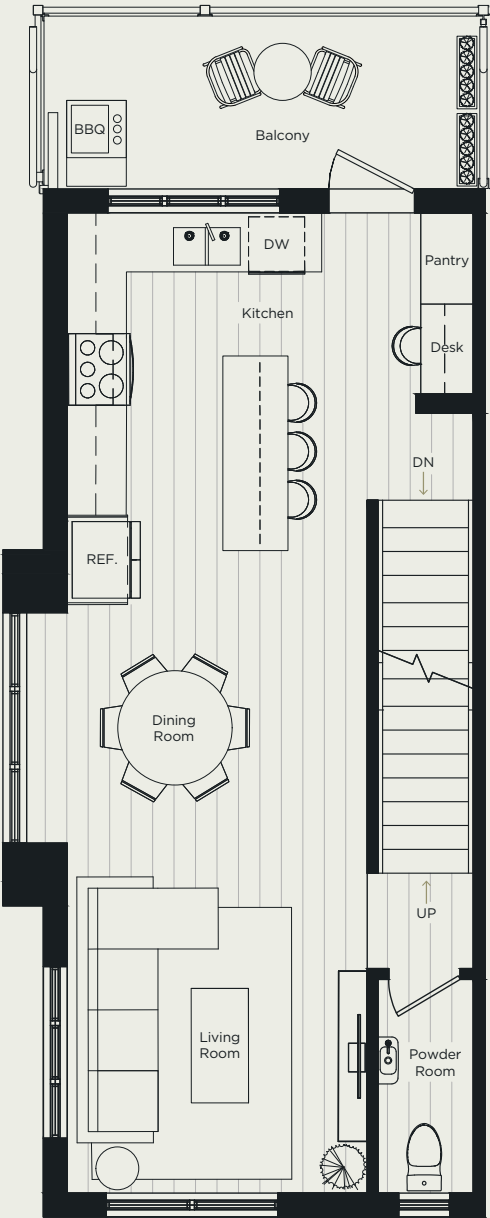 BBQ
Balcony
DW
Pantry
Kitchen
Desk
DN
REF.
Dining
Room
UP
Living
Room
Powder
Room